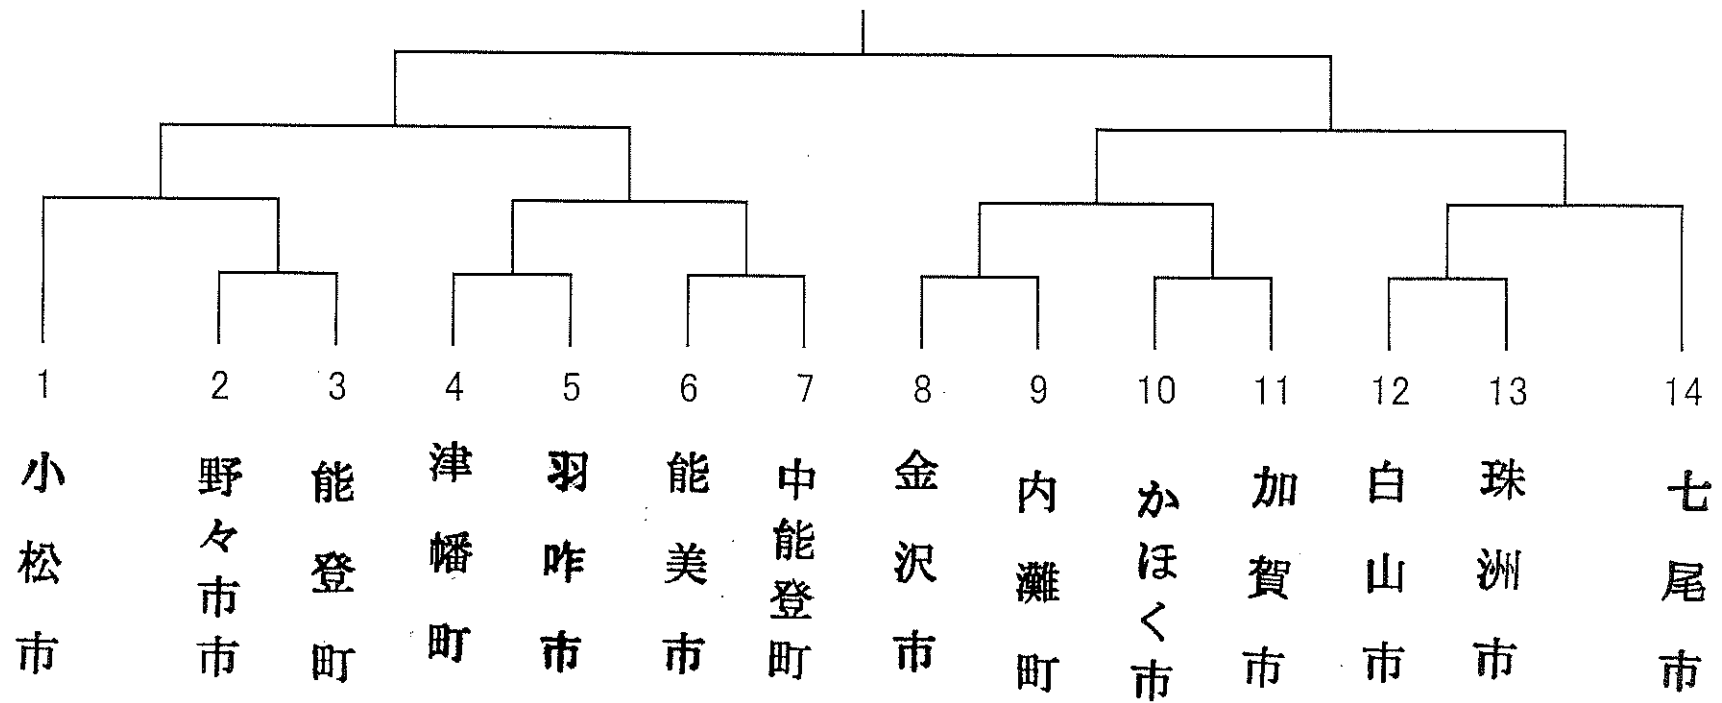 1 2 3 4 5 6 7 8 9 10 11 12 13 14
小松市
野々市市
能登町
津幡町
羽咋市
能美市
中能登町
金沢市
内灘町
かほく市
加賀市
白山市
珠洲市
七尾市